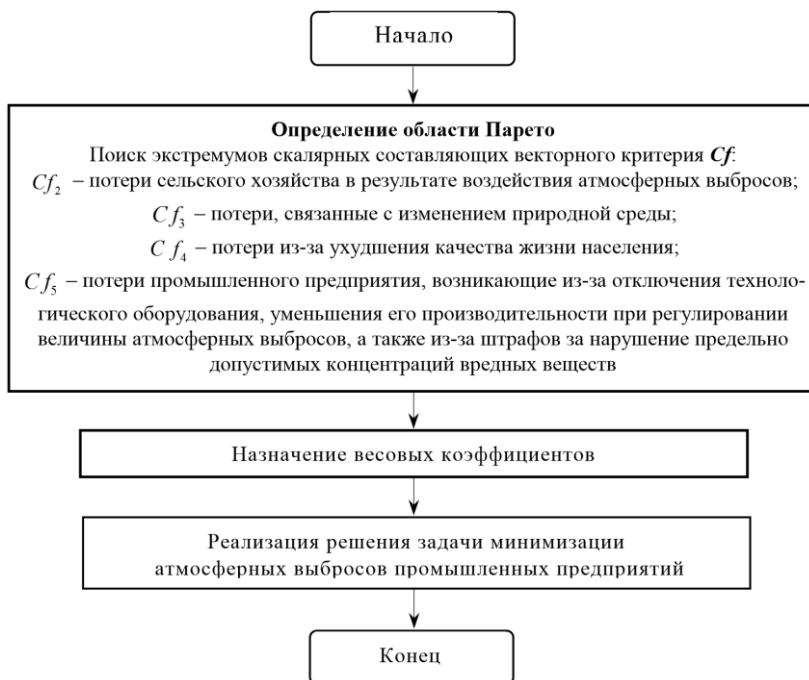 Начало
Определение области Парето
Поиск экстремумов скалярных составляющих векторного критерия Cf:
Cf₂ – потери сельского хозяйства в результате воздействия атмосферных выбросов;
Cf₃ – потери, связанные с изменением природной среды;
Cf₄ – потери из-за ухудшения качества жизни населения;
Cf₅ – потери промышленного предприятия, возникающие из-за отключения техноло-
гического оборудования, уменьшения его производительности при регулировании
величины атмосферных выбросов, а также из-за штрафов за нарушение предельно
допустимых концентраций вредных веществ
Назначение весовых коэффициентов
Реализация решения задачи минимизации
атмосферных выбросов промышленных предприятий
Конец